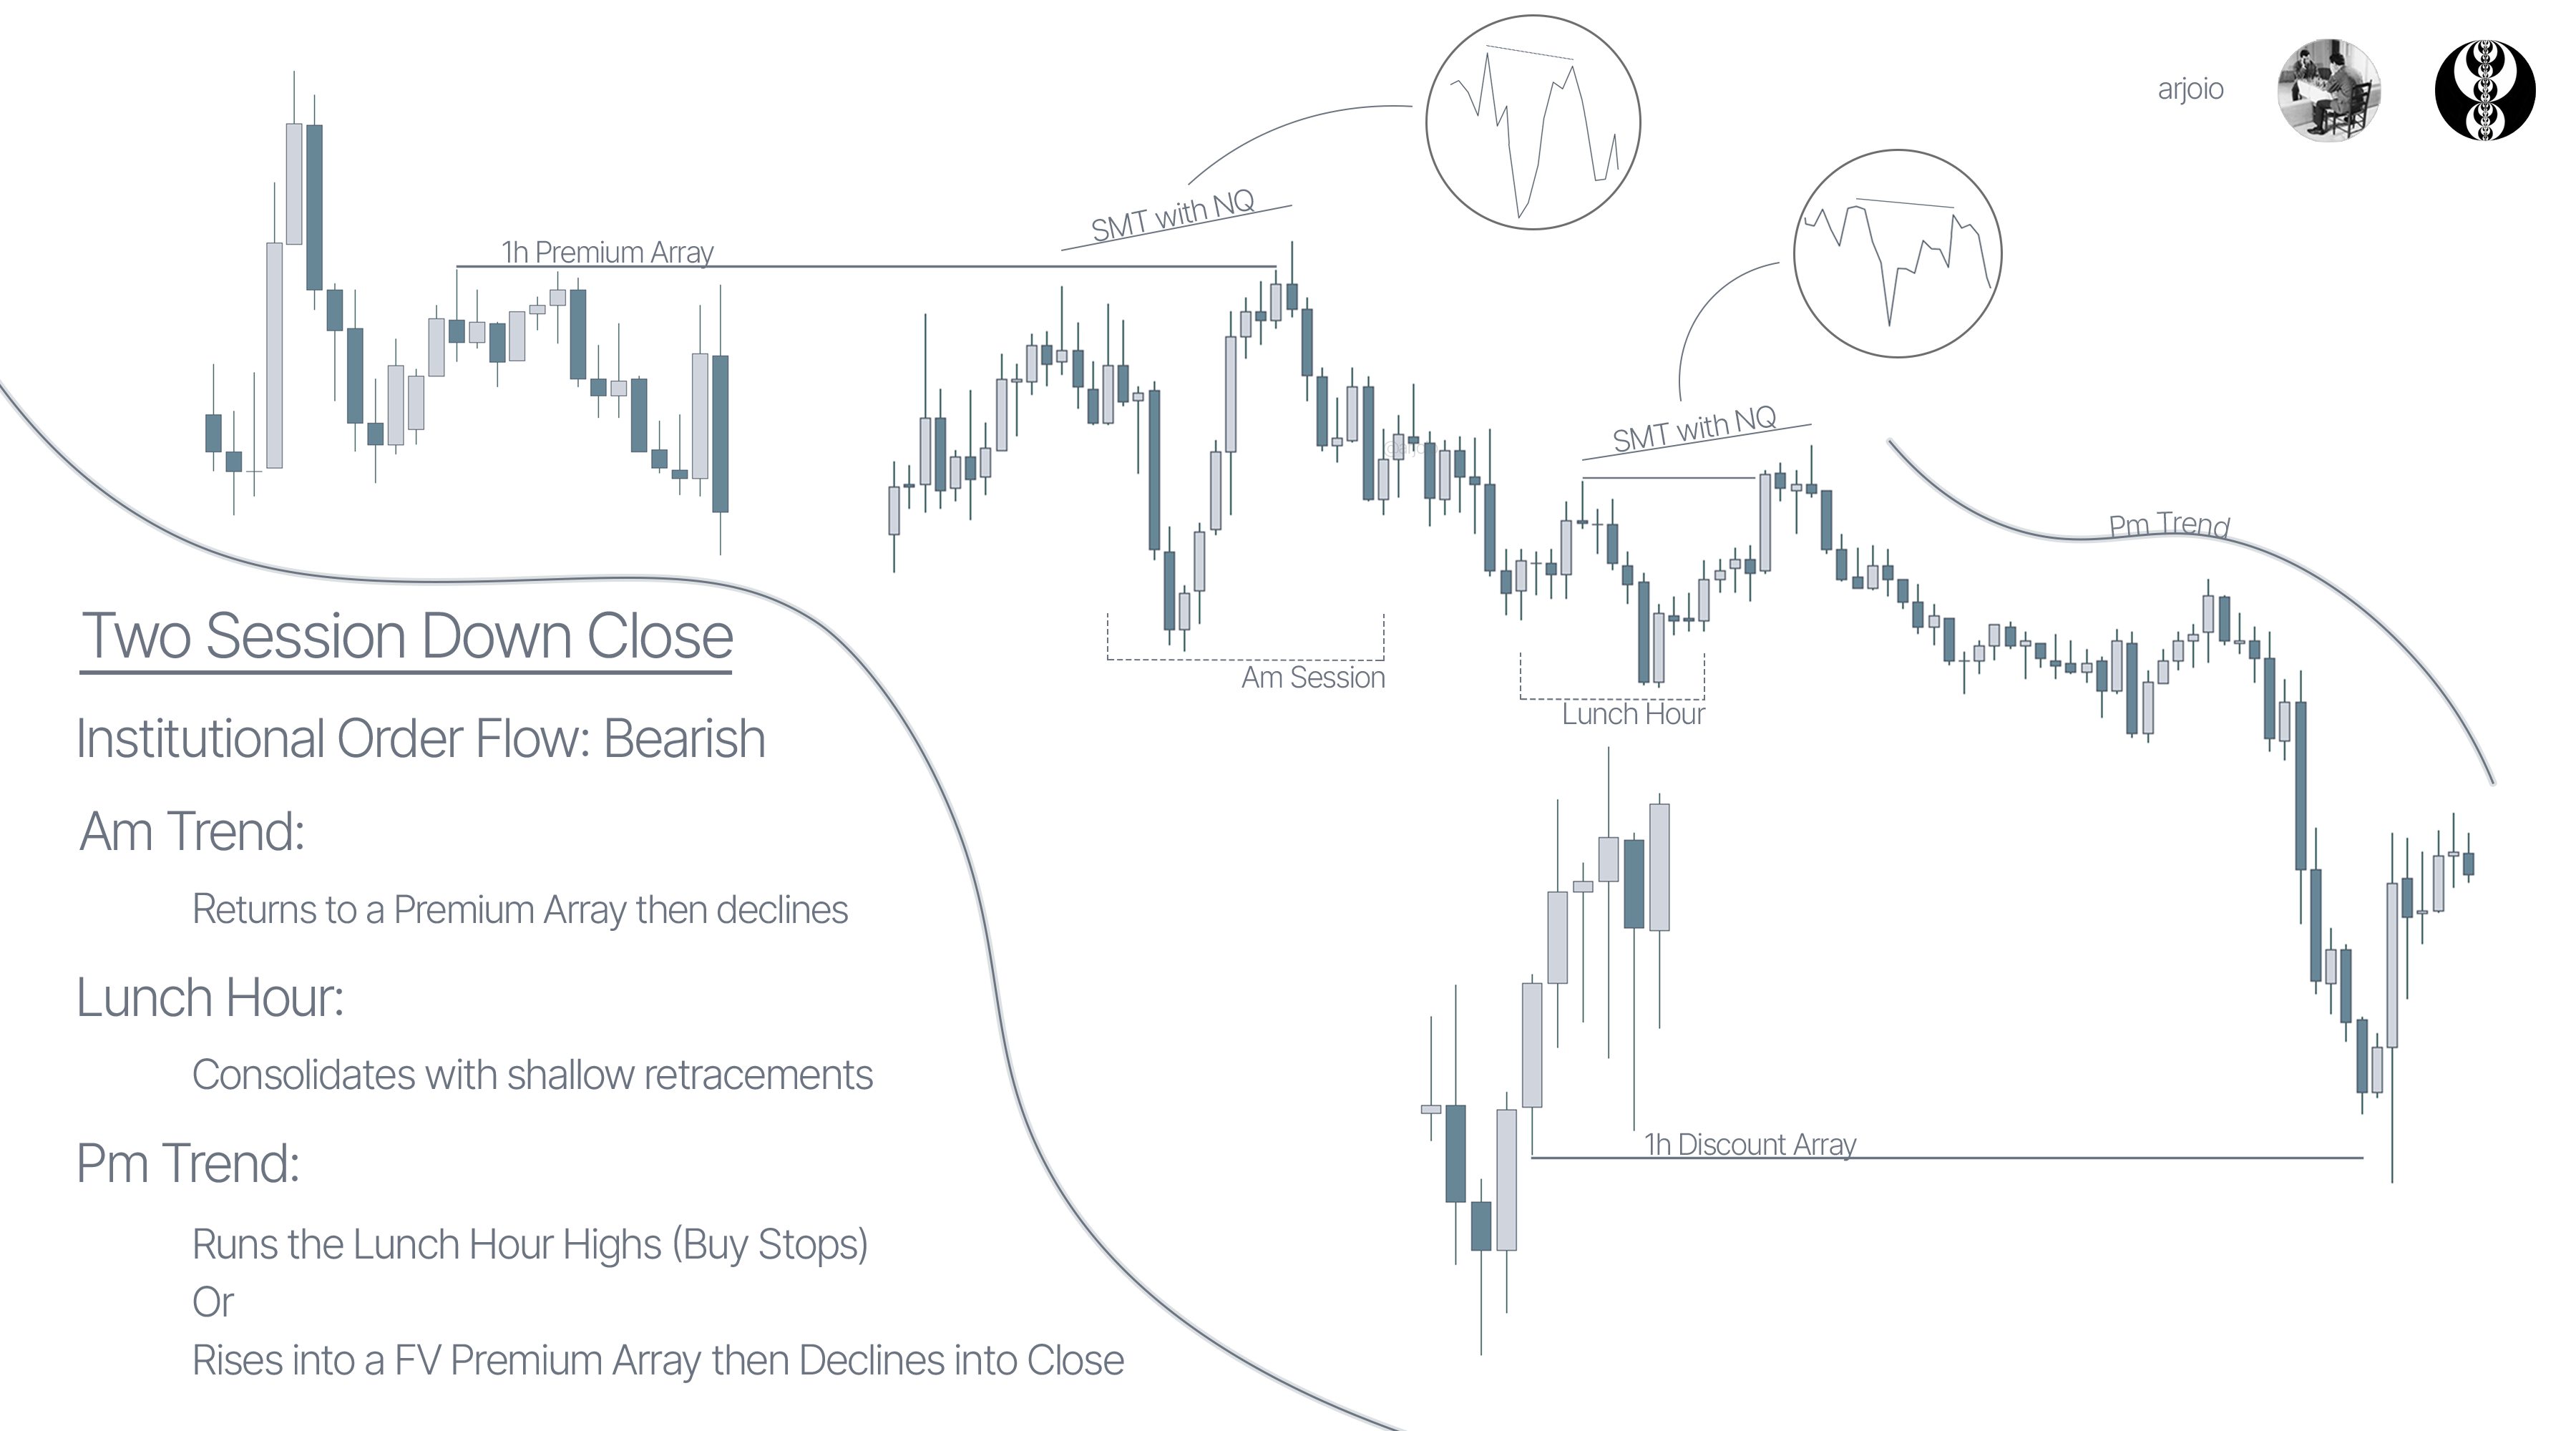 arjoio
SMT with NQ
1h Premium Array
SMT with NQ
Pm Trend
Two Session Down Close
Am Session
Lunch Hour
Institutional Order Flow: Bearish
Am Trend:
Returns to a Premium Array then declines
Lunch Hour:
Consolidates with shallow retracements
1h Discount Array
Pm Trend:
Runs the Lunch Hour Highs (Buy Stops)
Or
Rises into a FV Premium Array then Declines into Close